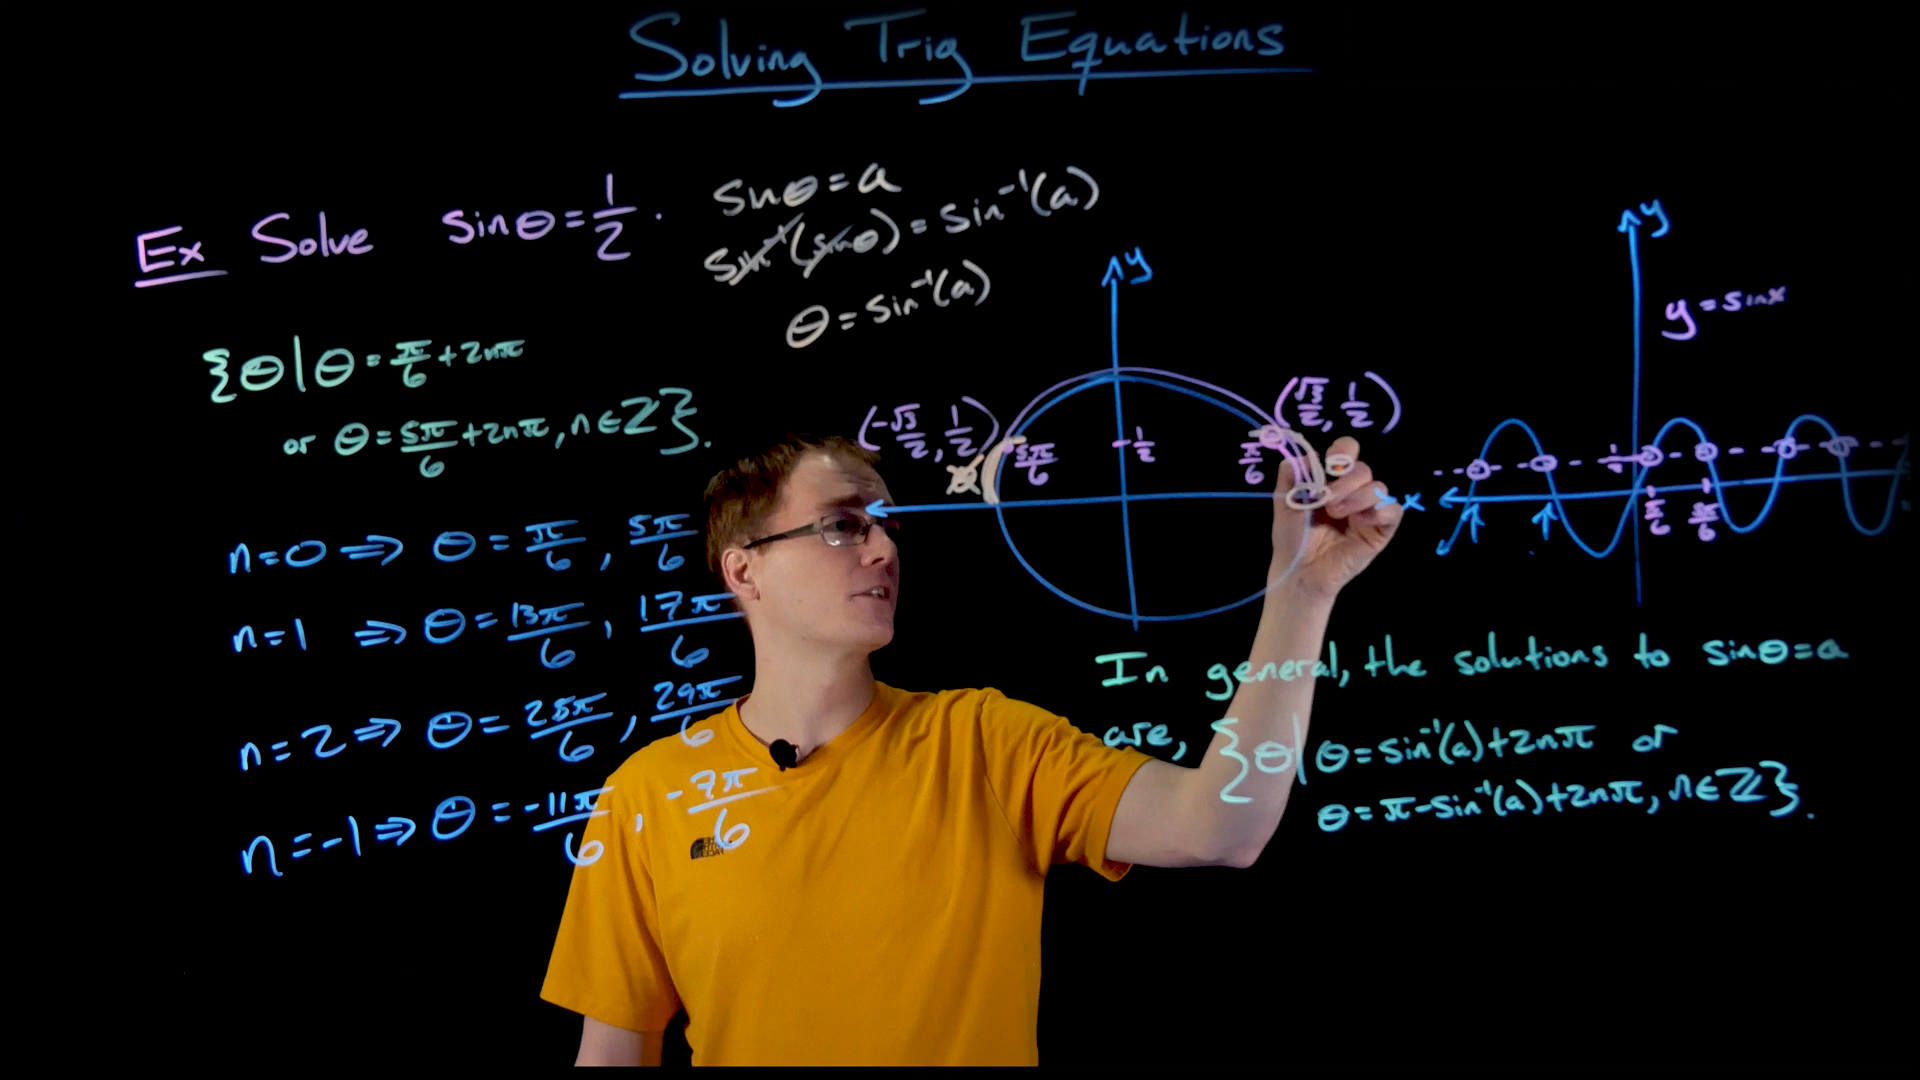 Solving Trig Equations
Ex Solve sinθ=1/2.
sinθ=a
sin⁻¹(sinθ)=sin⁻¹(a)
θ=sin⁻¹(a)
{θ|θ=π/6+2nπ
or θ=5π/6+2nπ, n∈ℤ}.
n=0 ⇒ θ=π/6, 5π/6
n=1 ⇒ θ=13π/6, 17π/6
n=2 ⇒ θ=25π/6, 29π/6
n=-1 ⇒ θ=-11π/6, -7π/6
y
(-√3/2, 1/2)
(√3/2, 1/2)
5π/6
1/2
π/6
θ
θ
x
y
y=sinx
1/2
π/6
5π/6
In general, the solutions to sinθ=a
are, {θ|θ=sin⁻¹(a)+2nπ or
θ=π-sin⁻¹(a)+2nπ, n∈ℤ}.